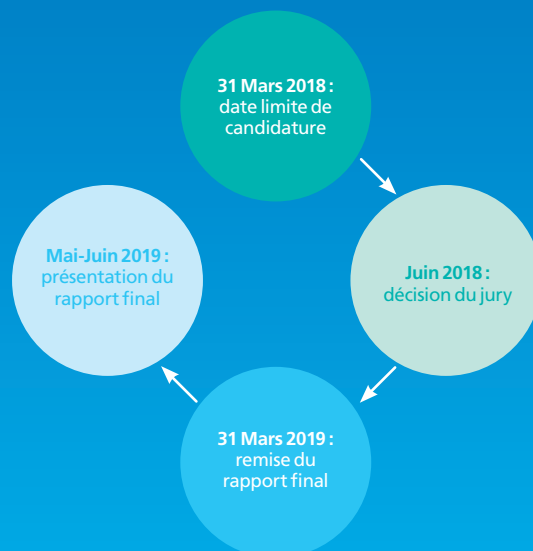 31 Mars 2018 :
date limite de
candidature
Juin 2018 :
décision du jury
31 Mars 2019 :
remise du
rapport final
Mai-Juin 2019 :
présentation du
rapport final